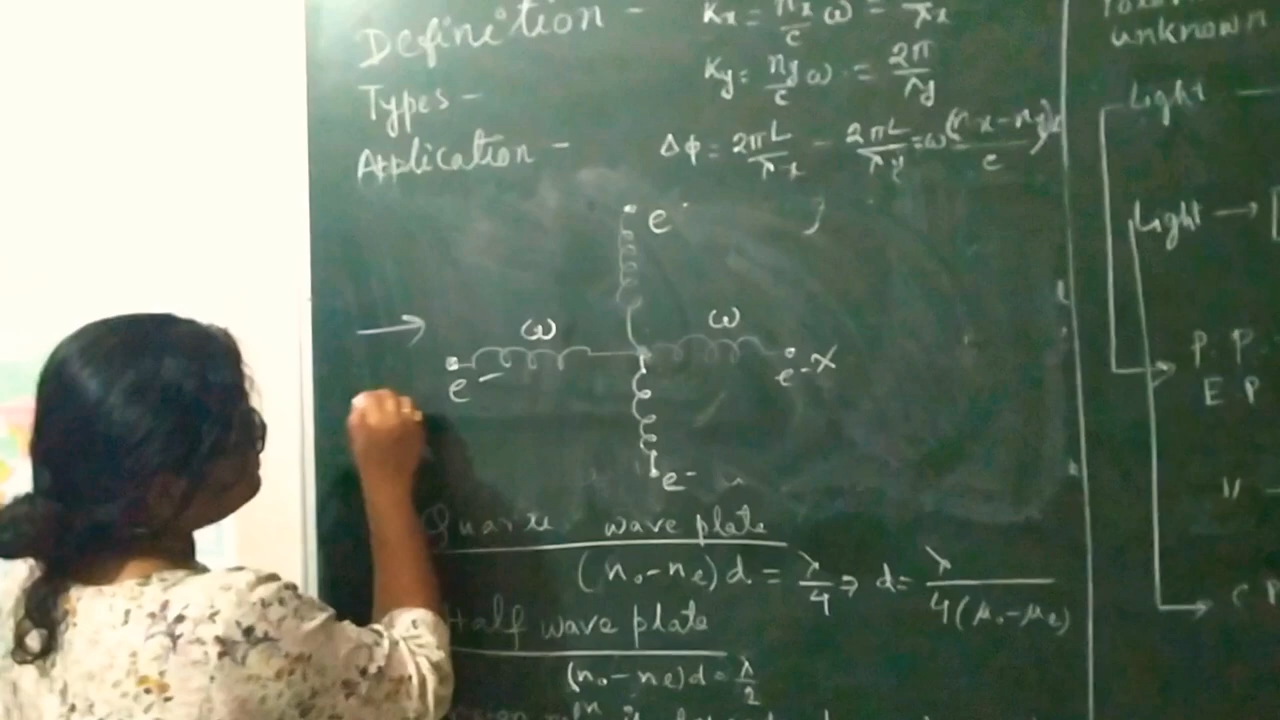 Definition -
Types -
Application -
Kx = nx/c ω = 2π/λx
Ky = ny/c ω = 2π/λy
Δφ = 2πL/λx - 2πL/λy = ω(nx-ny)L/c
e
ω
ω
e-
e-x
e-
wave plate
(no-ne)d = λ/4 ⇒ d = λ/4(μo-μe)
Half wave plate
(no-ne)d = λ/2
unknown
Light
Light →
P. P.
E P
"